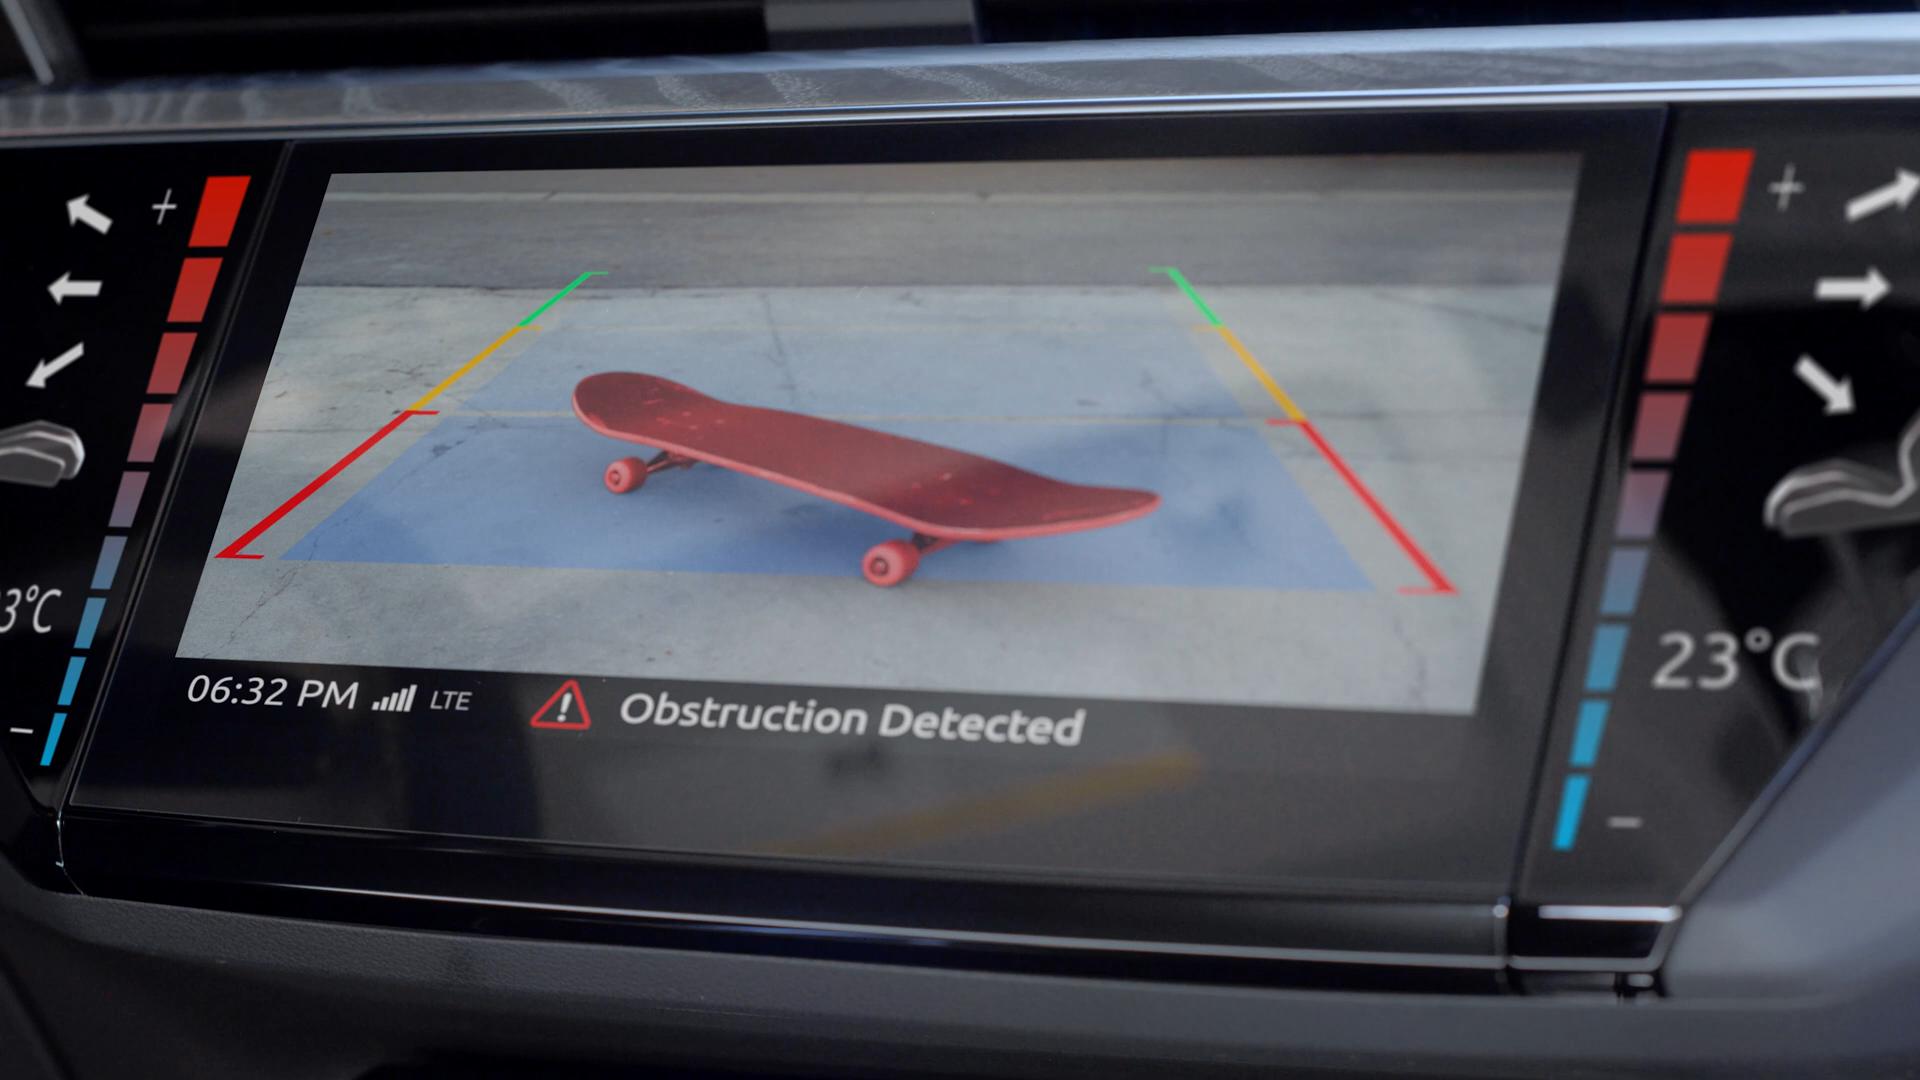 +
+
3°C
23°C
-
-
06:32 PM LTE
! Obstruction Detected